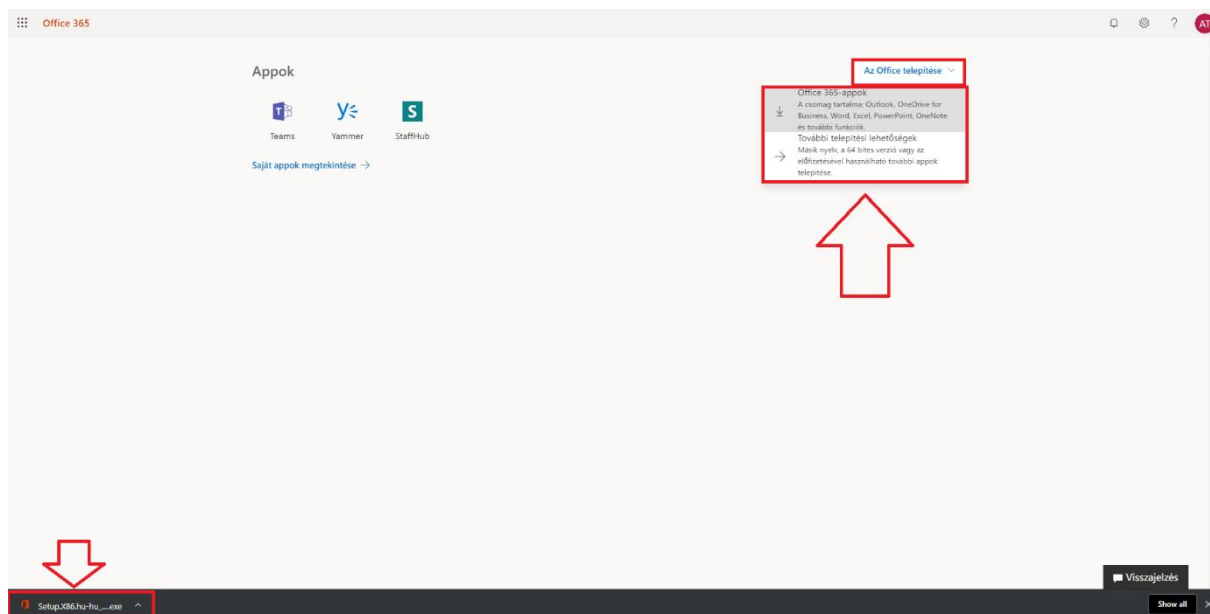 Office 365
AT
Appok
Az Office telepítése
Office 365-appok
A csomag tartalma: Outlook, OneDrive for
Business, Word, Excel, PowerPoint, OneNote
és további funkciók.
További telepítési lehetőségek
Másik nyelv, a 64 bites verzió vagy az
előfizetésével használható további appok
telepítése.
Teams
Yammer
StaffHub
Saját appok megtekintése
Visszajelzés
Setup.X86.hu-hu_....exe
Show all